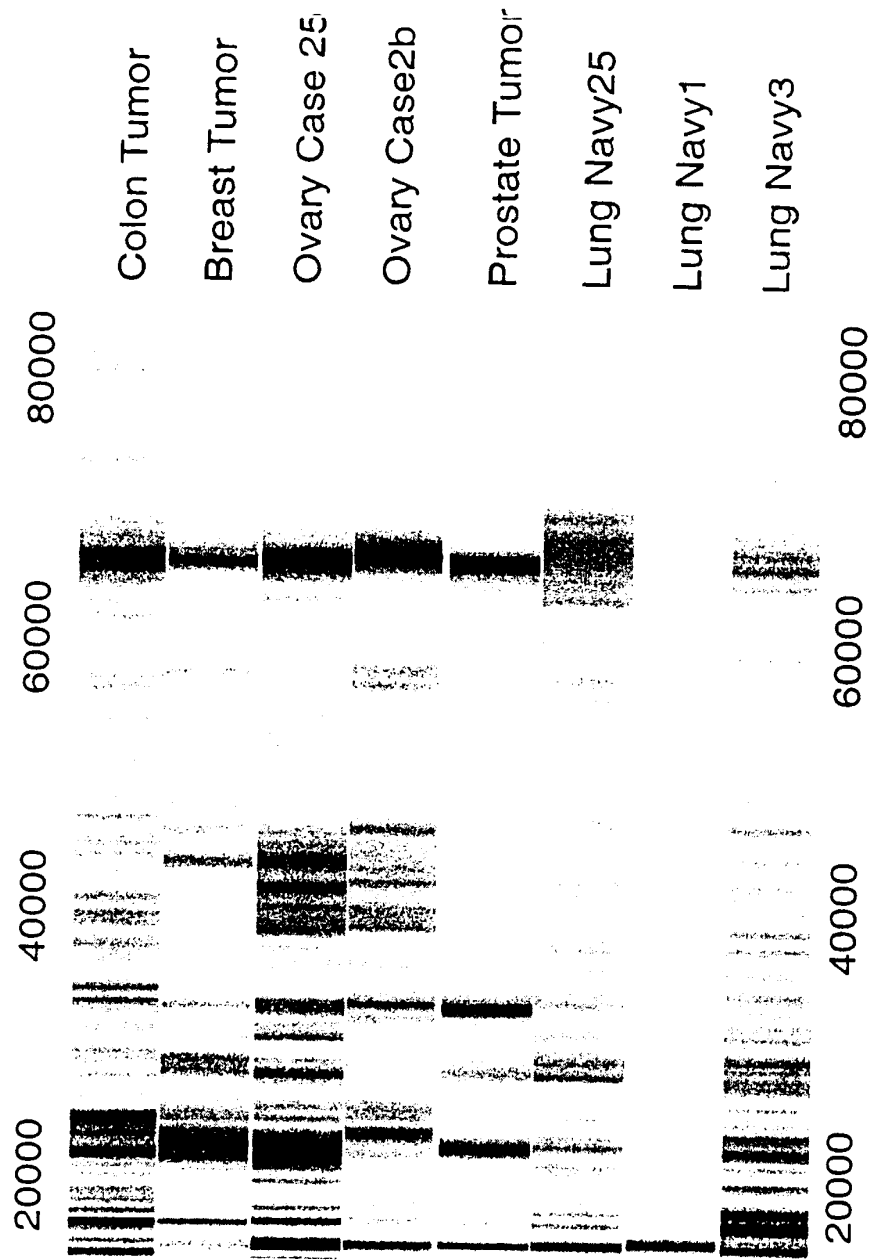 Colon Tumor
Breast Tumor
Ovary Case 25
Ovary Case2b
Prostate Tumor
Lung Navy25
Lung Navy1
Lung Navy3
80000
60000
40000
20000
80000
60000
40000
20000